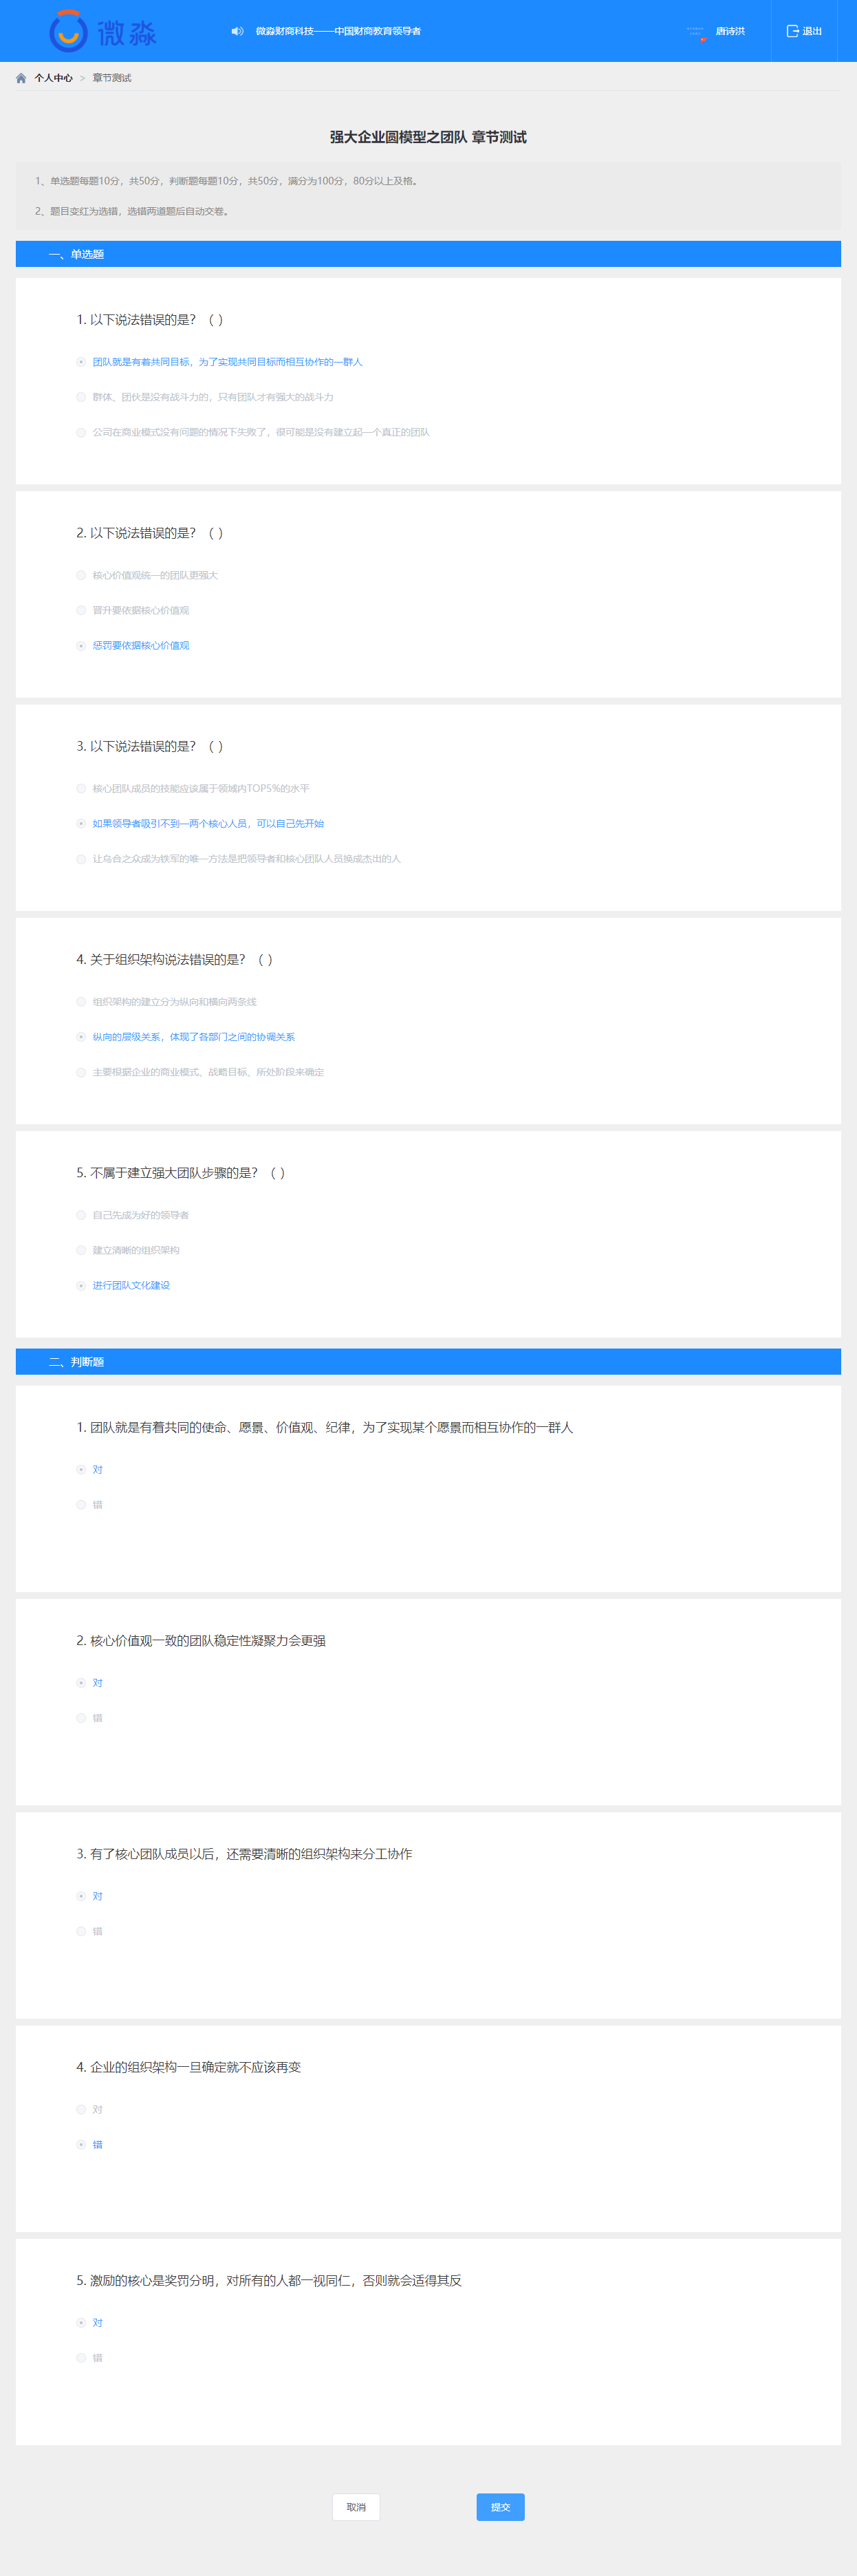 微淼
微淼财商科技——中国财商教育领导者
唐诗洪
退出
个人中心 > 章节测试
强大企业圆模型之团队 章节测试
1、单选题每题10分，共50分，判断题每题10分，共50分，满分为100分，80分以上及格。
2、题目变红为选错，选错两道题后自动交卷。
一、单选题
1. 以下说法错误的是？（ ）
团队就是有着共同目标，为了实现共同目标而相互协作的一群人
群体、团伙是没有战斗力的，只有团队才有强大的战斗力
公司在商业模式没有问题的情况下失败了，很可能是没有建立起一个真正的团队
2. 以下说法错误的是？（ ）
核心价值观统一的团队更强大
晋升要依据核心价值观
惩罚要依据核心价值观
3. 以下说法错误的是？（ ）
核心团队成员的技能应该属于领域内TOP5%的水平
如果领导者吸引不到一两个核心人员，可以自己先开始
让乌合之众成为铁军的唯一方法是把领导者和核心团队人员换成杰出的人
4. 关于组织架构说法错误的是？（ ）
组织架构的建立分为纵向和横向两条线
纵向的层级关系，体现了各部门之间的协调关系
主要根据企业的商业模式、战略目标、所处阶段来确定
5. 不属于建立强大团队步骤的是？（ ）
自己先成为好的领导者
建立清晰的组织架构
进行团队文化建设
二、判断题
1. 团队就是有着共同的使命、愿景、价值观、纪律，为了实现某个愿景而相互协作的一群人
对
错
2. 核心价值观一致的团队稳定性凝聚力会更强
对
错
3. 有了核心团队成员以后，还需要清晰的组织架构来分工协作
对
错
4. 企业的组织架构一旦确定就不应该再变
对
错
5. 激励的核心是奖罚分明，对所有的人都一视同仁，否则就会适得其反
对
错
取消
提交